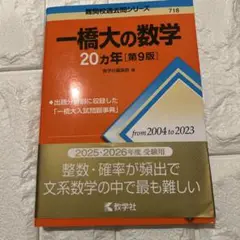 難関校過去問シリーズ
718
一橋大の数学
20カ年［第9版］
教学社編集部 編
出題分野別に収録した
「一橋大入試問題事典」
from 2004 to 2023
2025-2026年度 受験用
整数・確率が頻出で
文系数学の中で最も難しい
教学社